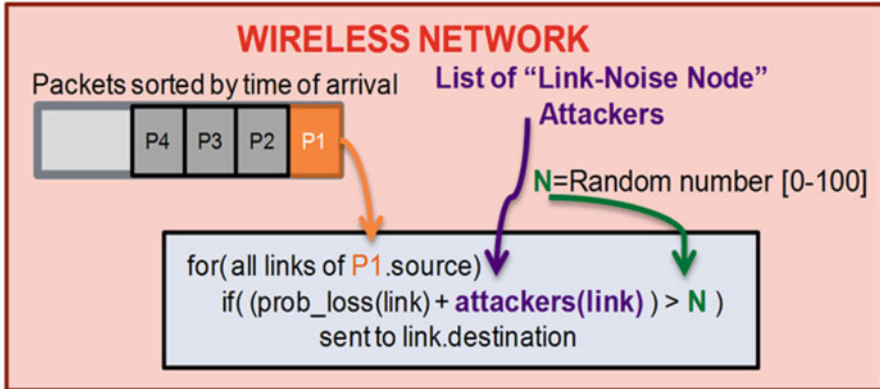 WIRELESS NETWORK
Packets sorted by time of arrival
P4 P3 P2 P1
List of “Link-Noise Node”
Attackers
N=Random number [0-100]
for( all links of P1.source)
if( (prob_loss(link) + attackers(link) ) > N )
sent to link.destination